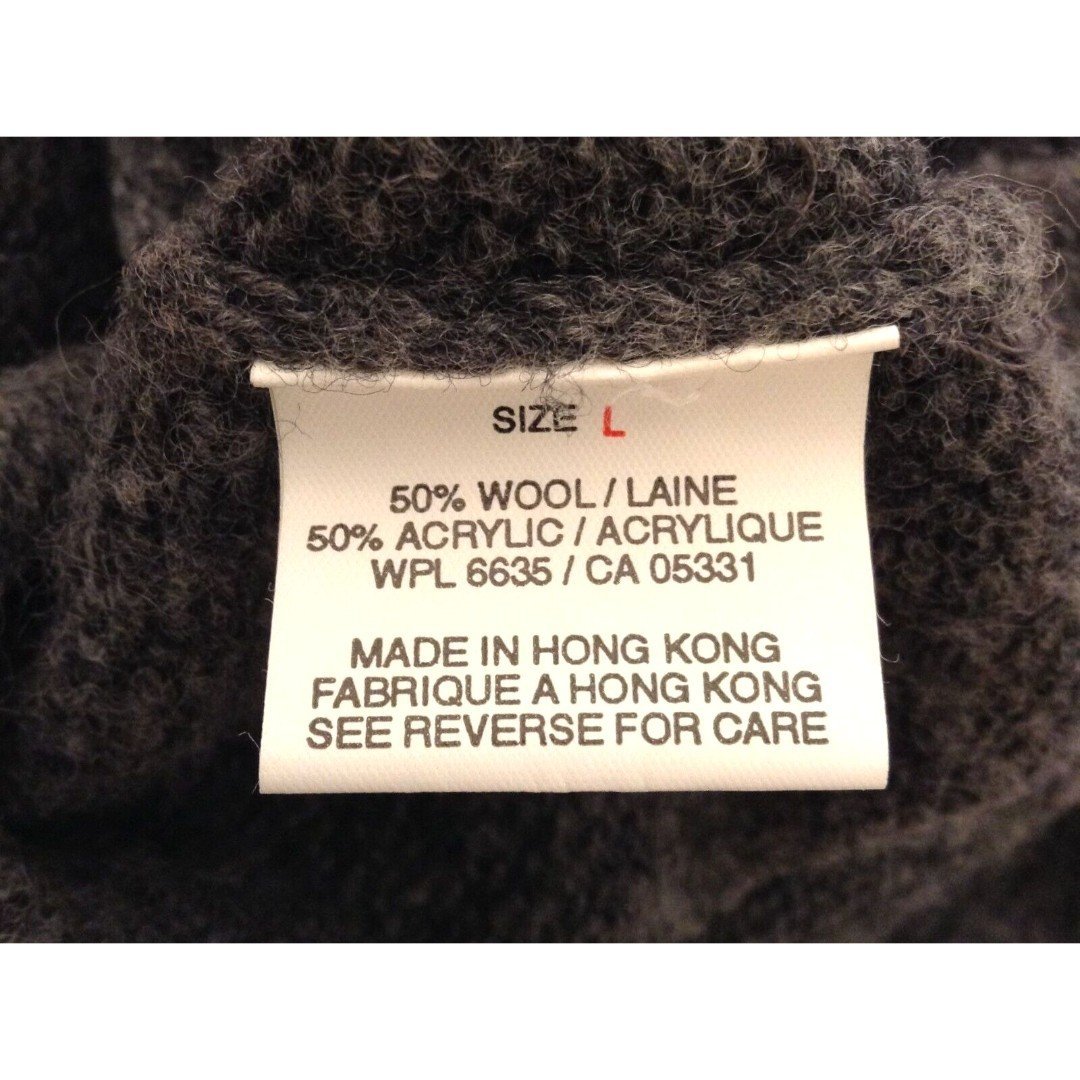 SIZE L
50% WOOL / LAINE
50% ACRYLIC / ACRYLIQUE
WPL 6635 / CA 05331
MADE IN HONG KONG
FABRIQUE A HONG KONG
SEE REVERSE FOR CARE